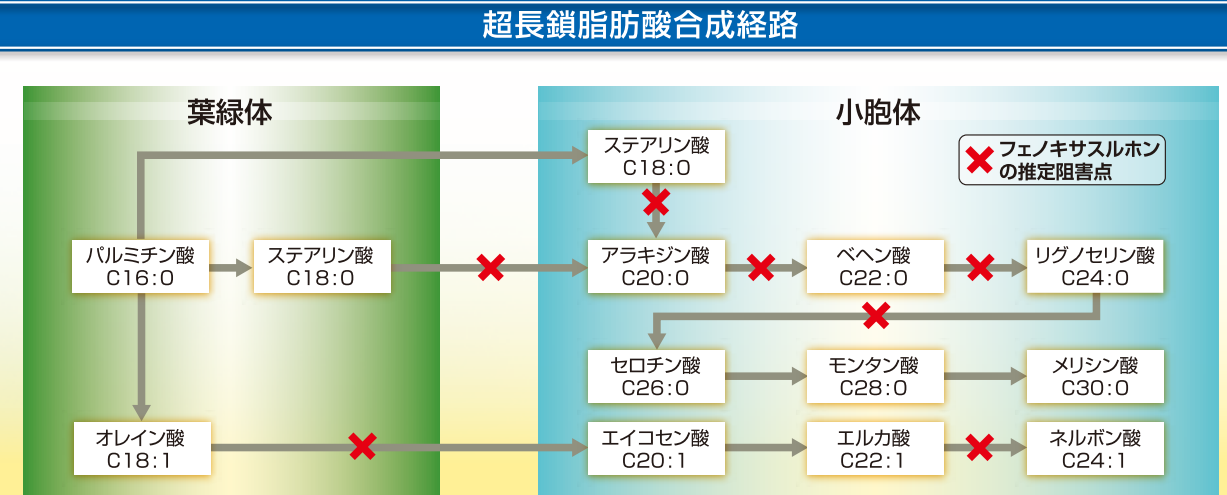 超長鎖脂肪酸合成経路
葉緑体
小胞体
ステアリン酸
C18:0
フェノキサスルホン
の推定阻害点
パルミチン酸
C16:0
ステアリン酸
C18:0
アラキジン酸
C20:0
ベヘン酸
C22:0
リグノセリン酸
C24:0
セロチン酸
C26:0
モンタン酸
C28:0
メリシン酸
C30:0
オレイン酸
C18:1
エイコセン酸
C20:1
エルカ酸
C22:1
ネルボン酸
C24:1